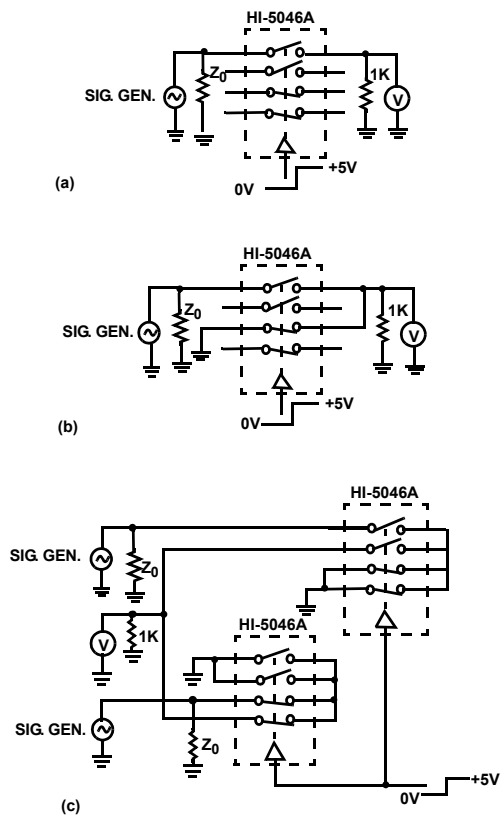 HI-5046A
Z0
SIG. GEN.
1K
V
+5V
0V
(a)
HI-5046A
Z0
SIG. GEN.
1K
V
+5V
0V
(b)
HI-5046A
SIG. GEN.
Z0
HI-5046A
V
1K
SIG. GEN.
Z0
+5V
0V
(c)